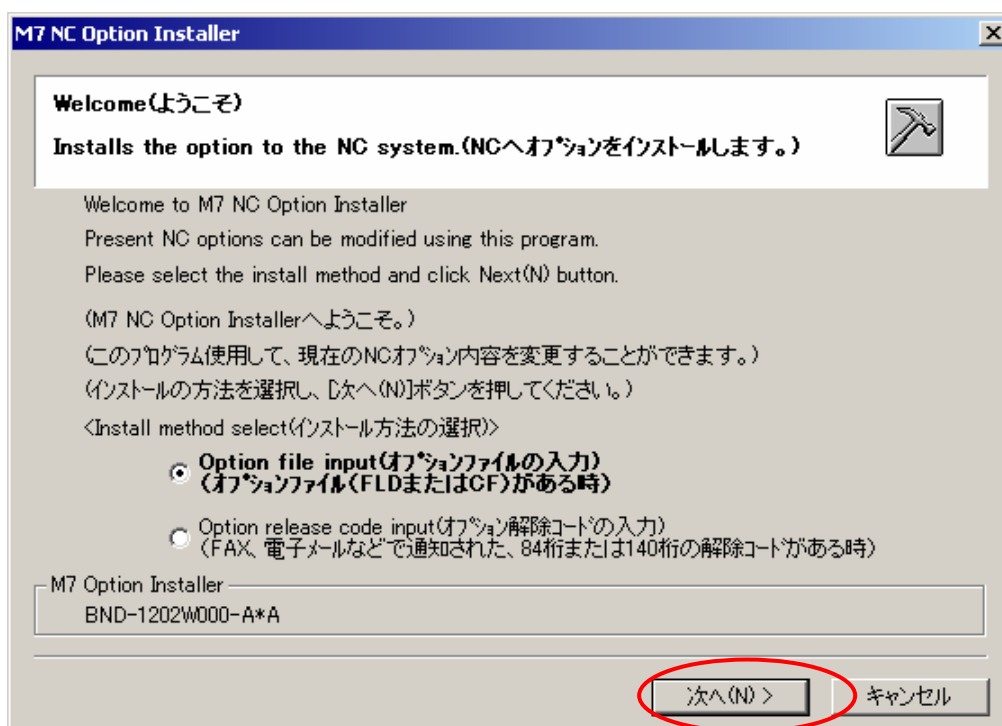 M7 NC Option Installer
Welcome(ようこそ)
Installs the option to the NC system.(NCへｵﾌﾟｼｮﾝをｲﾝｽﾄｰﾙします。)
Welcome to M7 NC Option Installer
Present NC options can be modified using this program.
Please select the install method and click Next(N) button.
(M7 NC Option Installerへようこそ。)
(このﾌﾟﾛｸﾞﾗﾑ使用して、現在のNCｵﾌﾟｼｮﾝ内容を変更することができます。)
(ｲﾝｽﾄｰﾙの方法を選択し、[次へ(N)]ﾎﾞﾀﾝを押してください。)
<Install method select(ｲﾝｽﾄｰﾙ方法の選択)>
Option file input(ｵﾌﾟｼｮﾝﾌｧｲﾙの入力)
(ｵﾌﾟｼｮﾝﾌｧｲﾙ(FLDまたはCF)がある時)
Option release code input(ｵﾌﾟｼｮﾝ解除ｺｰﾄﾞの入力)
(FAX、電子ﾒｰﾙなどで通知された、84桁または140桁の解除ｺｰﾄﾞがある時)
M7 Option Installer
BND-1202W000-A*A
次へ(N) >
ｷｬﾝｾﾙ